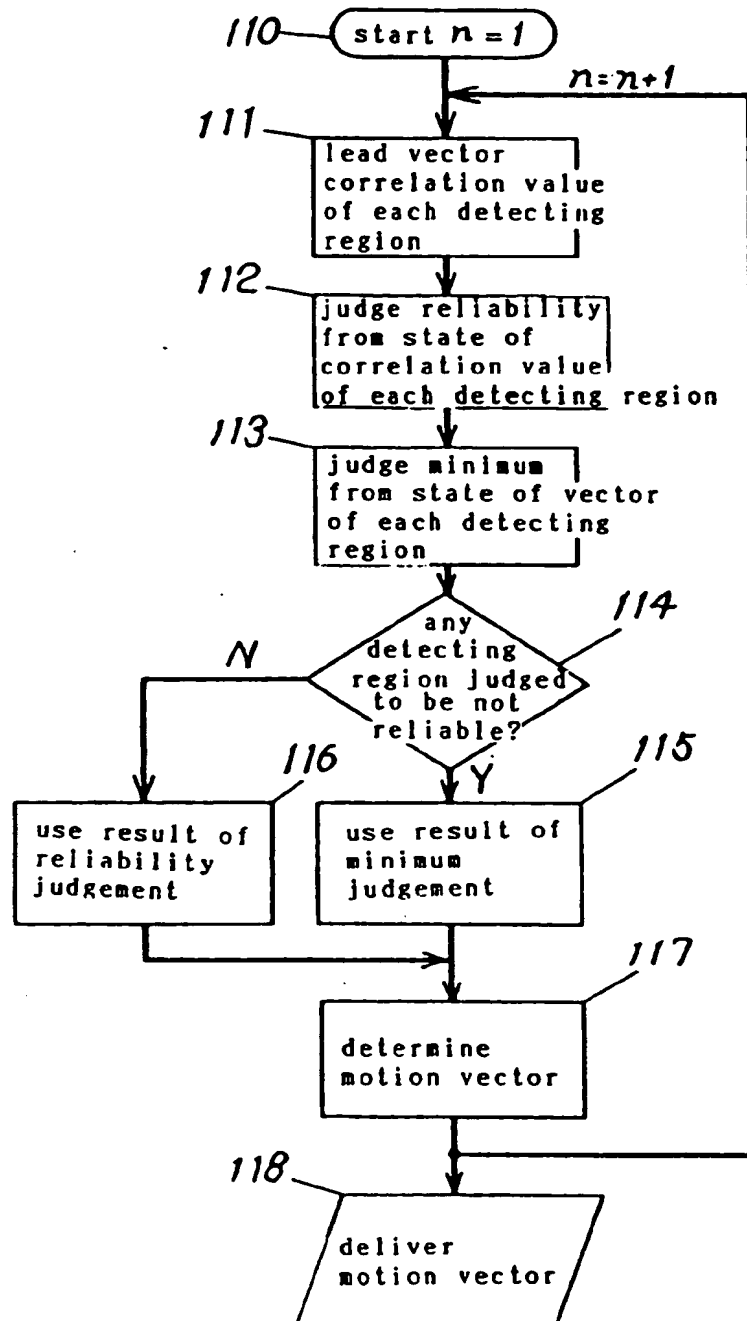 110
start n = 1
n=n+1
111
lead vector
correlation value
of each detecting
region
112
judge reliability
from state of
correlation value
of each detecting region
113
judge minimum
from state of vector
of each detecting
region
114
any
detecting
region judged
to be not
reliable?
N
Y
116
use result of
reliability
judgement
115
use result of
minimum
judgement
117
determine
motion vector
118
deliver
motion vector